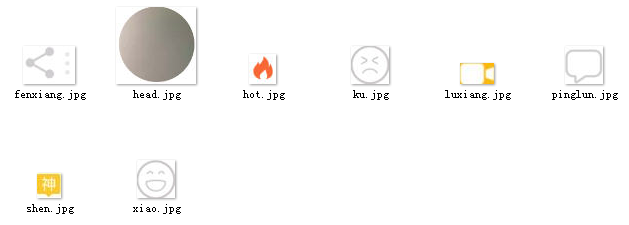 fenxiang.jpg
head.jpg
hot.jpg
ku.jpg
luxiang.jpg
pinglun.jpg
神
shen.jpg
xiao.jpg